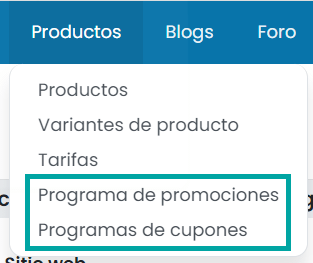 Productos Blogs Foro
Productos
Variantes de producto
Tarifas
Programa de promociones
Programas de cupones
Sitio web